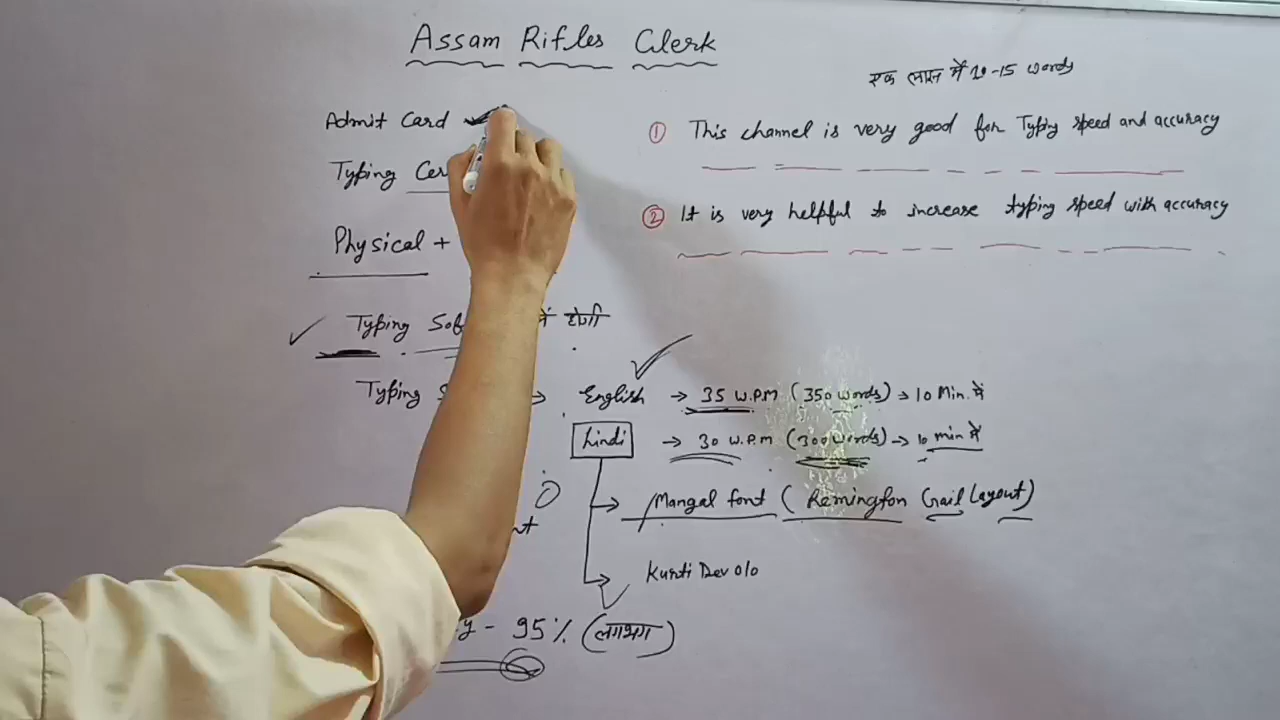 Assam Rifles Clerk
एक लाइन में 10-15 words
Admit Card
Typing
Physical +
① This channel is very good for Typing speed and accuracy
② It is very helpful to increase typing speed with accuracy
Typing में होगी
Typing → English → 35 W.P.M (350 words) → 10 Min. में
hindi → 30 W.P.M (300 words) → 10 min में
Mangal font (Remington Gail Layout)
Kurti Dev 010
95% (लगभग)